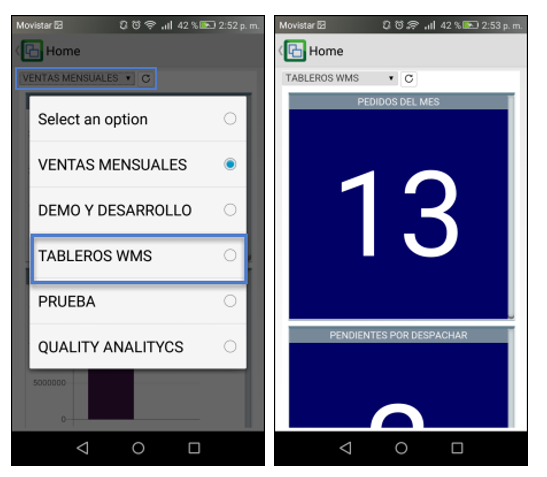 Movistar 42 % 2:52 p. m.
Home
VENTAS MENSUALES
Select an option
VENTAS MENSUALES
DEMO Y DESARROLLO
TABLEROS WMS
PRUEBA
QUALITY ANALITYCS
5000000
0
Movistar 42 % 2:53 p. m.
Home
TABLEROS WMS
PEDIDOS DEL MES
13
PENDIENTES POR DESPACHAR